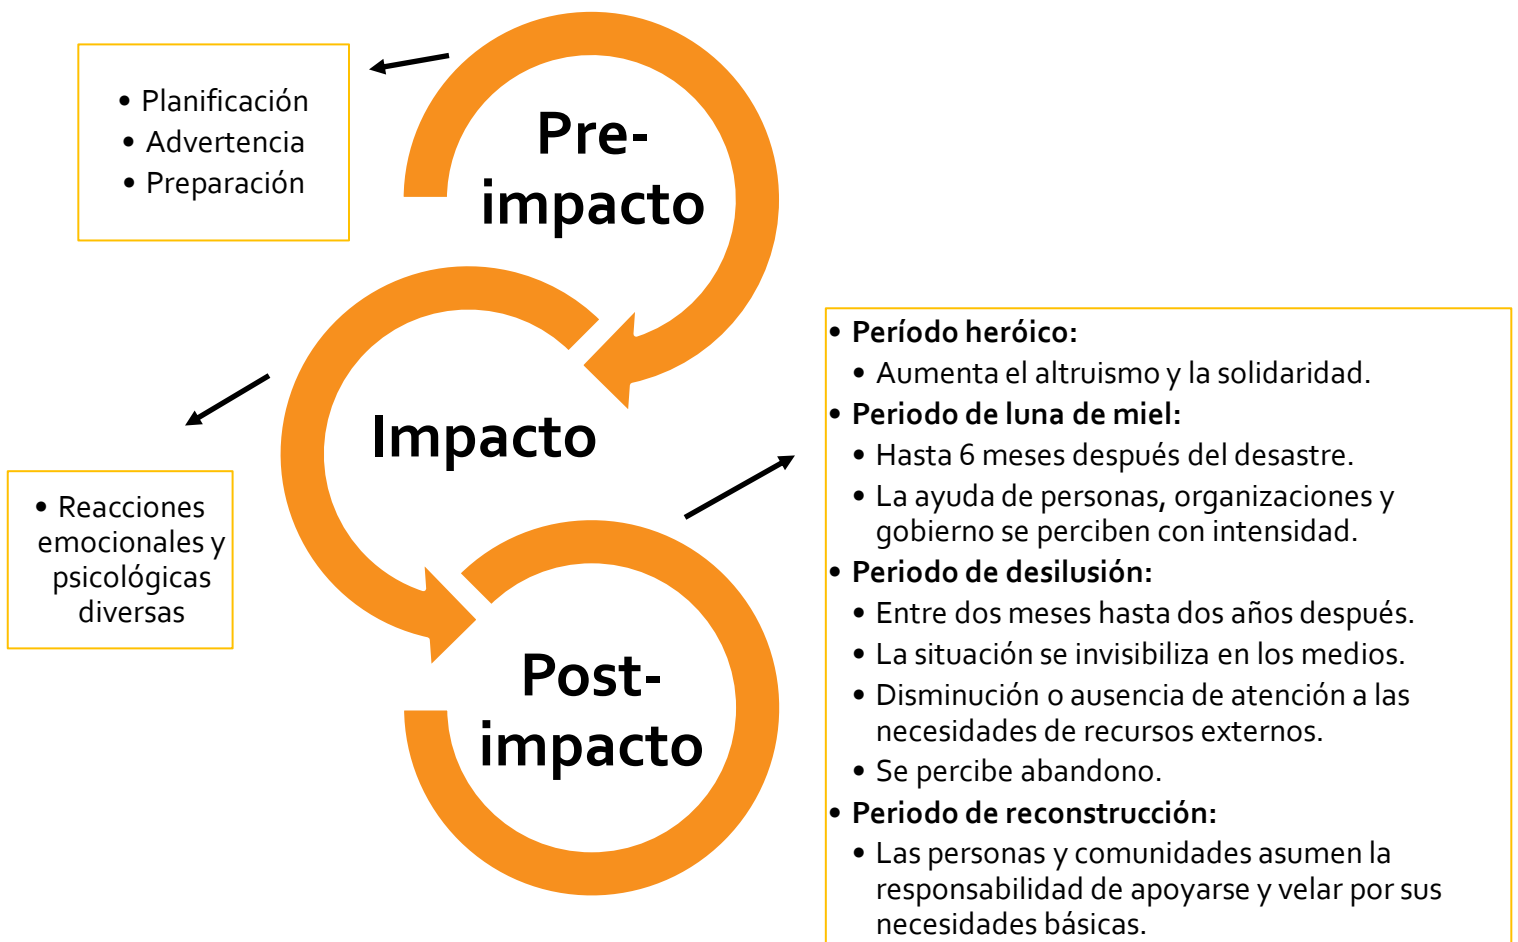 • Planificación
• Advertencia
• Preparación
Pre-
impacto
Impacto
• Reacciones
emocionales y
psicológicas
diversas
Post-
impacto
• Período heróico:
• Aumenta el altruismo y la solidaridad.
• Periodo de luna de miel:
• Hasta 6 meses después del desastre.
• La ayuda de personas, organizaciones y
gobierno se perciben con intensidad.
• Periodo de desilusión:
• Entre dos meses hasta dos años después.
• La situación se invisibiliza en los medios.
• Disminución o ausencia de atención a las
necesidades de recursos externos.
• Se percibe abandono.
• Periodo de reconstrucción:
• Las personas y comunidades asumen la
responsabilidad de apoyarse y velar por sus
necesidades básicas.